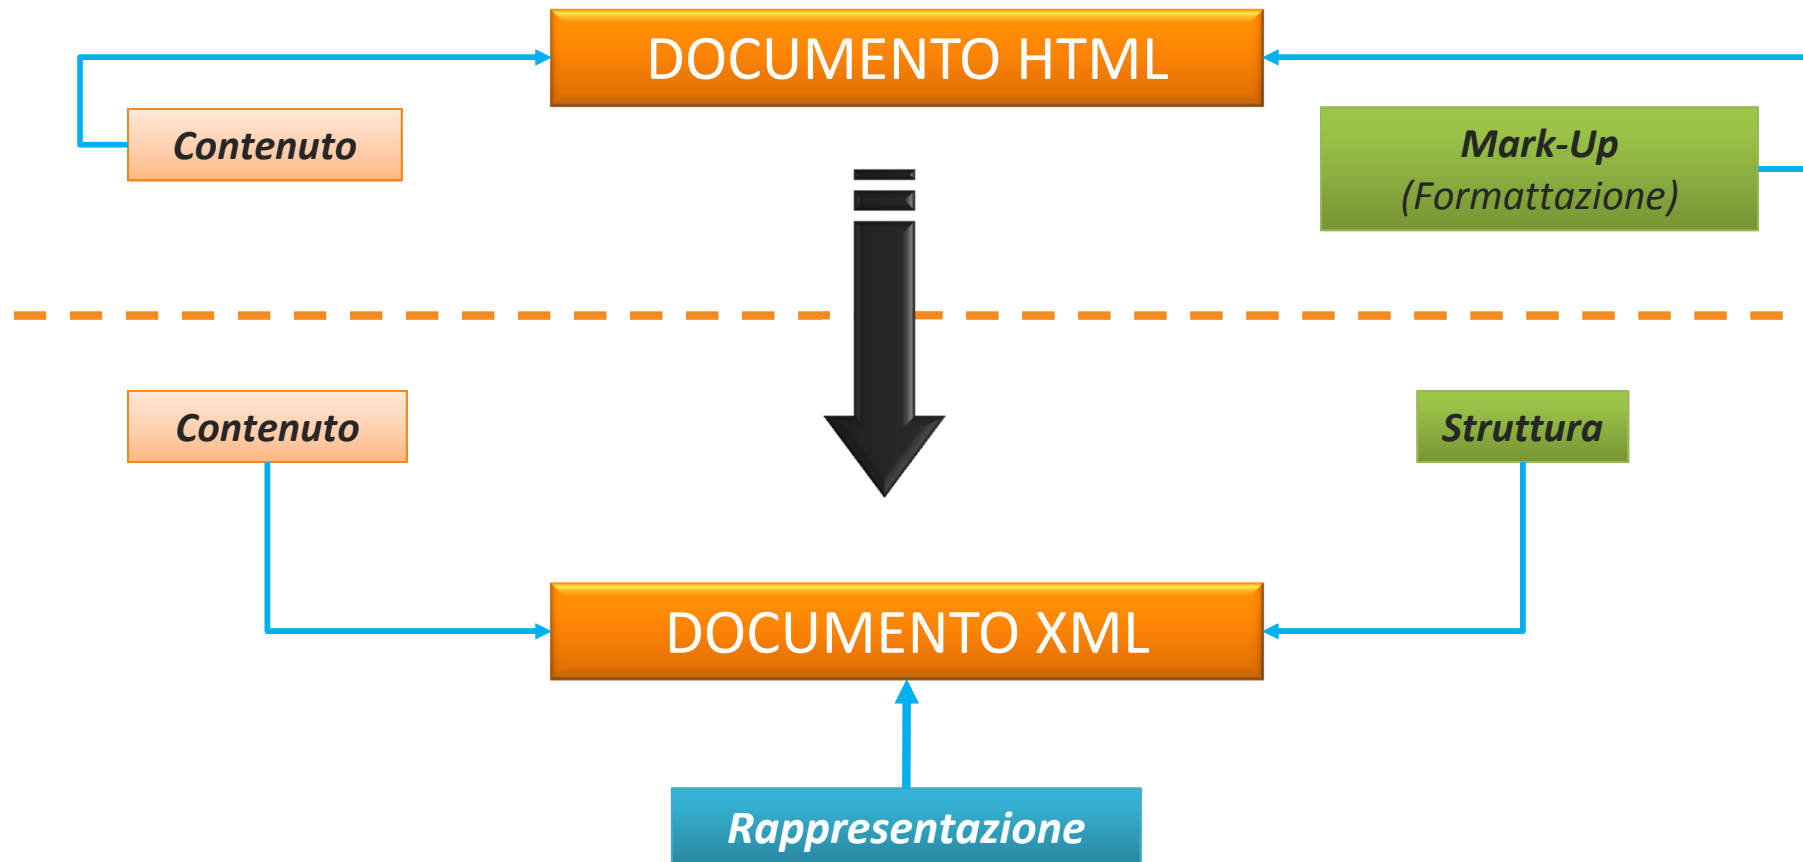 DOCUMENTO HTML
Contenuto
Mark-Up
(Formattazione)
Contenuto
Struttura
DOCUMENTO XML
Rappresentazione